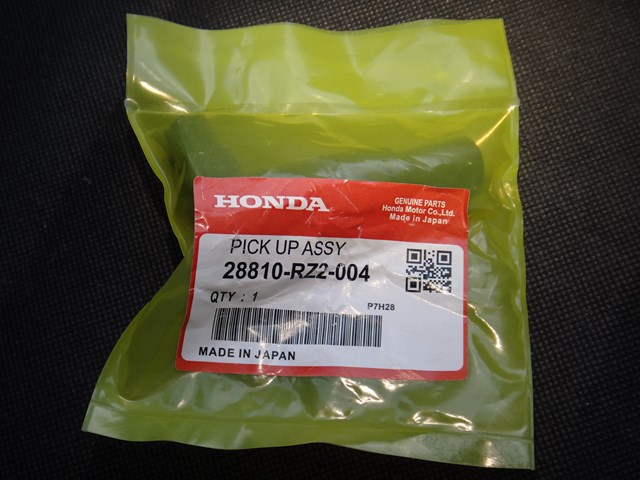 HONDA
GENUINE PARTS
Honda Motor Co.,Ltd.
Made in Japan
PICK UP ASSY
28810-RZ2-004
QTY : 1
P7H28
MADE IN JAPAN